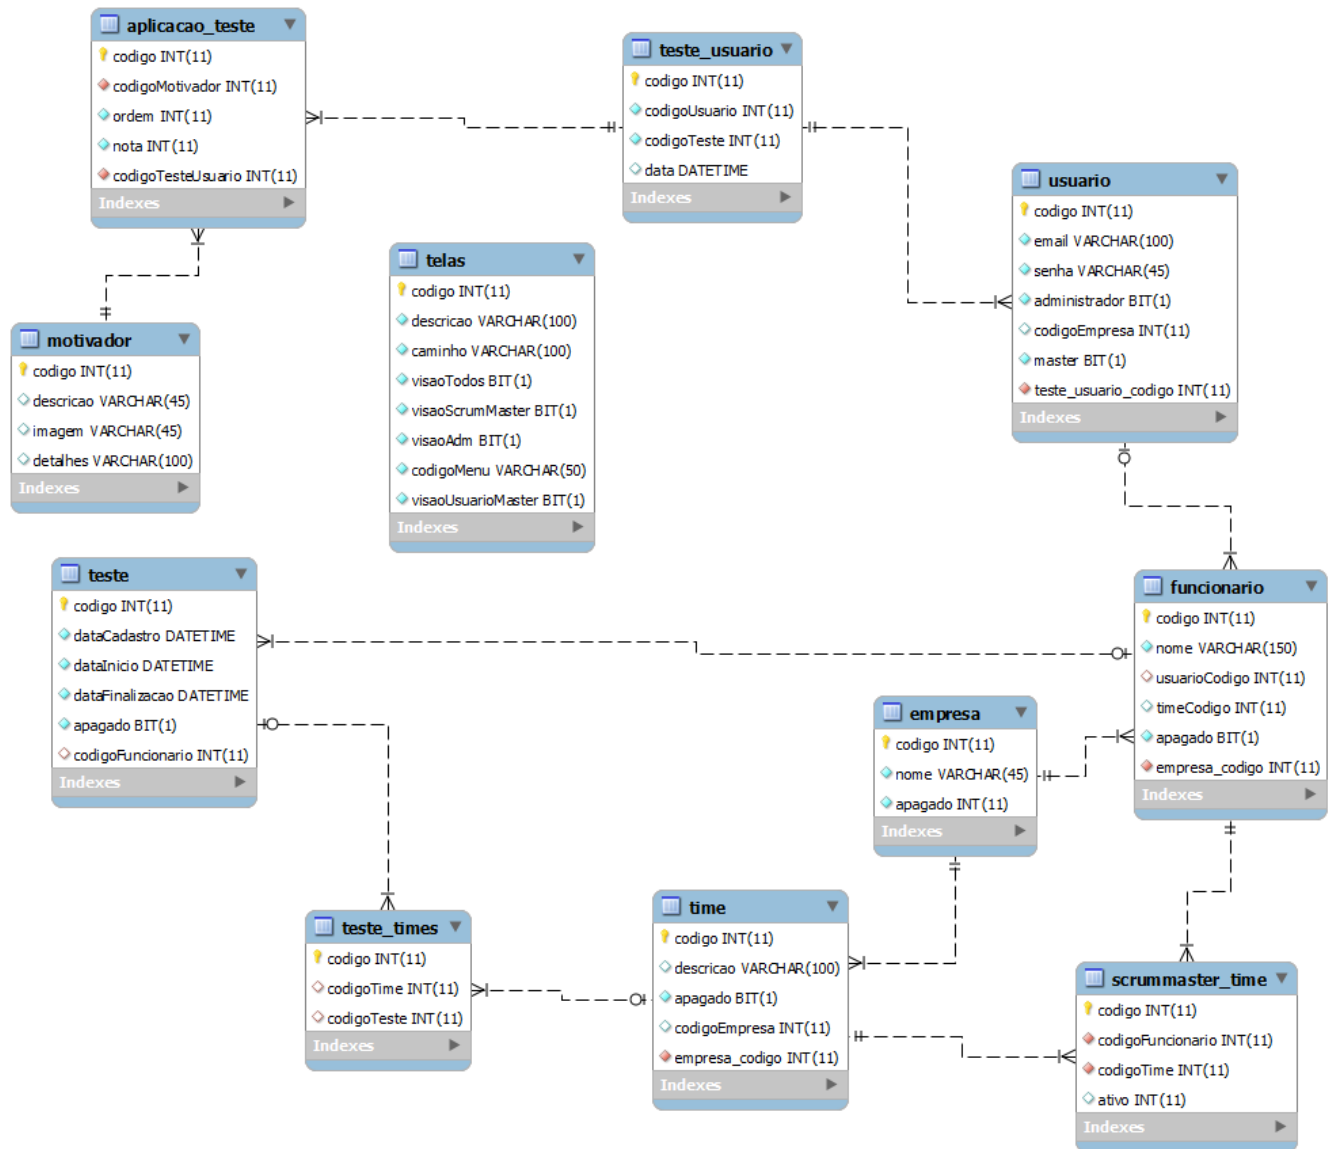 aplicacao_teste
codigo INT(11)
codigoMotivador INT(11)
ordem INT(11)
nota INT(11)
codigoTesteUsuario INT(11)
Indexes
teste_usuario
codigo INT(11)
codigoUsuario INT(11)
codigoTeste INT(11)
data DATETIME
Indexes
usuario
codigo INT(11)
email VARCHAR(100)
senha VARCHAR(45)
administrador BIT(1)
codigoEmpresa INT(11)
master BIT(1)
teste_usuario_codigo INT(11)
Indexes
telas
codigo INT(11)
descricao VARCHAR(100)
caminho VARCHAR(100)
visaoTodos BIT(1)
visaoScrumMaster BIT(1)
visaoAdm BIT(1)
codigoMenu VARCHAR(50)
visaoUsuarioMaster BIT(1)
Indexes
motivador
codigo INT(11)
descricao VARCHAR(45)
imagem VARCHAR(45)
detalhes VARCHAR(100)
Indexes
teste
codigo INT(11)
dataCadastro DATETIME
dataInicio DATETIME
dataFinalizacao DATETIME
apagado BIT(1)
codigoFuncionario INT(11)
Indexes
funcionario
codigo INT(11)
nome VARCHAR(150)
usuarioCodigo INT(11)
timeCodigo INT(11)
apagado BIT(1)
empresa_codigo INT(11)
Indexes
empresa
codigo INT(11)
nome VARCHAR(45)
apagado INT(11)
Indexes
teste_times
codigo INT(11)
codigoTime INT(11)
codigoTeste INT(11)
Indexes
time
codigo INT(11)
descricao VARCHAR(100)
apagado BIT(1)
codigoEmpresa INT(11)
empresa_codigo INT(11)
Indexes
scrummaster_time
codigo INT(11)
codigoFuncionario INT(11)
codigoTime INT(11)
ativo INT(11)
Indexes